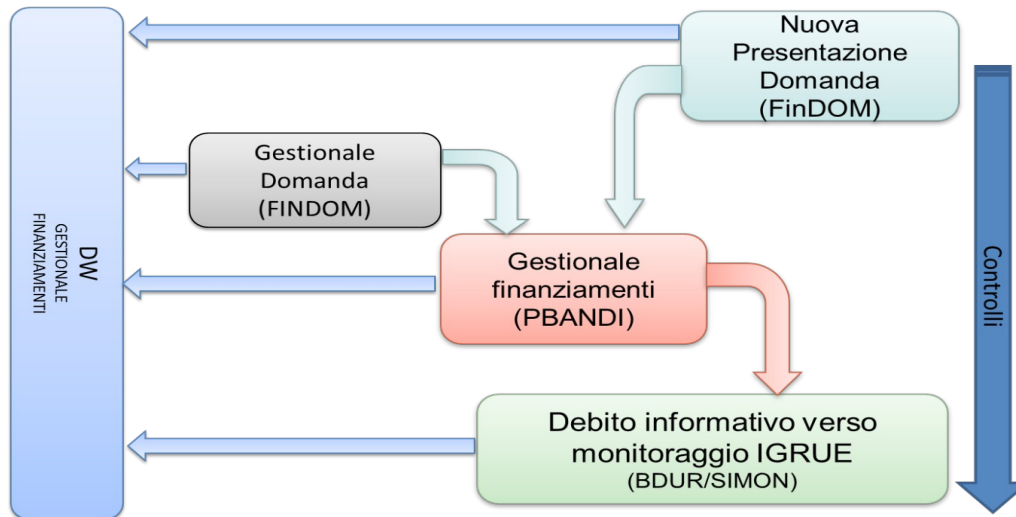 Nuova
Presentazione
Domanda
(FinDOM)
Gestionale
Domanda
(FINDOM)
DW
GESTIONALE
FINANZIAMENTI
Gestionale
finanziamenti
(PBANDI)
Controlli
Debito informativo verso
monitoraggio IGRUE
(BDUR/SIMON)